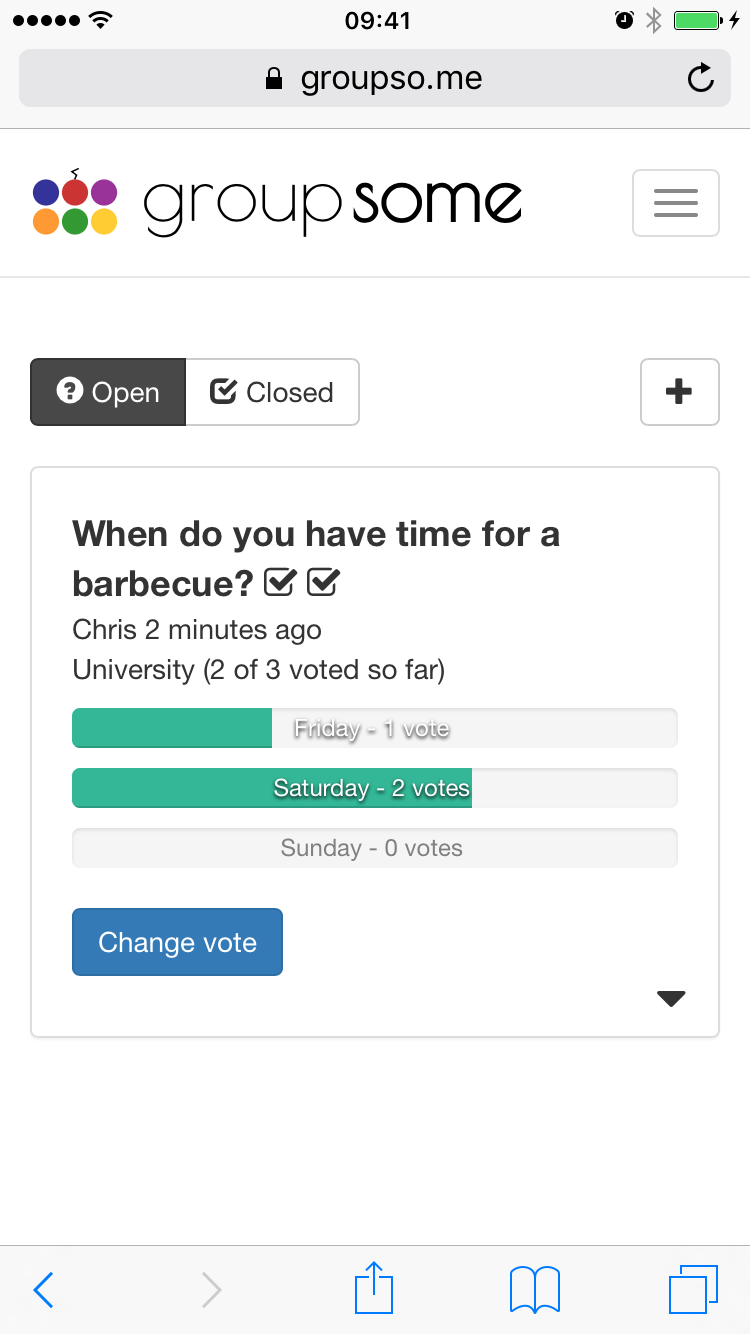 09:41
groupso.me
groupsome
Open
Closed
When do you have time for a
barbecue?
Chris 2 minutes ago
University (2 of 3 voted so far)
Friday - 1 vote
Saturday - 2 votes
Sunday - 0 votes
Change vote